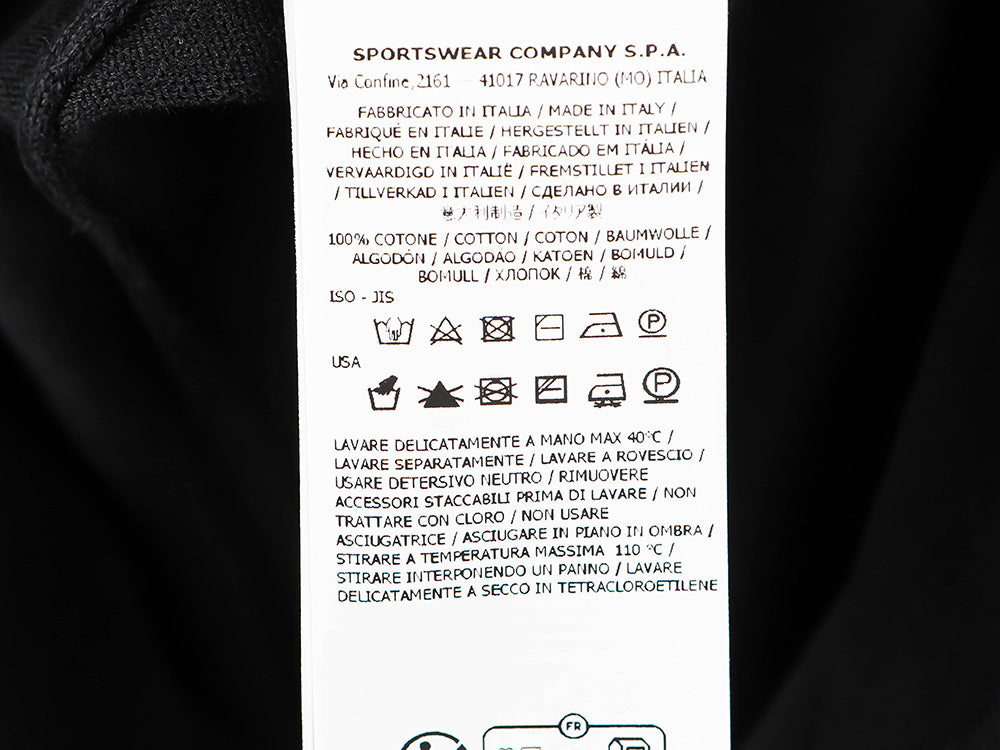 SPORTSWEAR COMPANY S.P.A.
Via Confine,2161 — 41017 RAVARINO (MO) ITALIA
FABBRICATO IN ITALIA / MADE IN ITALY /
FABRIQUÉ EN ITALIE / HERGESTELLT IN ITALIEN /
HECHO EN ITALIA / FABRICADO EM ITÁLIA /
VERVAARDIGD IN ITALIË / FREMSTILLET I ITALIEN
/ TILLVERKAD I ITALIEN / СДЕЛАНО В ИТАЛИИ /
意大利制造 / イタリア製
100% COTONE / COTTON / COTON / BAUMWOLLE /
ALGODÓN / ALGODÃO / KATOEN / BOMULD /
BOMULL / ХЛОПОК / 棉 / 綿
ISO - JIS
P
USA
P
LAVARE DELICATAMENTE A MANO MAX 40°C /
LAVARE SEPARATAMENTE / LAVARE A ROVESCIO /
USARE DETERSIVO NEUTRO / RIMUOVERE
ACCESSORI STACCABILI PRIMA DI LAVARE / NON
TRATTARE CON CLORO / NON USARE
ASCIUGATRICE / ASCIUGARE IN PIANO IN OMBRA /
STIRARE A TEMPERATURA MASSIMA 110 °C /
STIRARE INTERPONENDO UN PANNO / LAVARE
DELICATAMENTE A SECCO IN TETRACLOROETILENE
FR